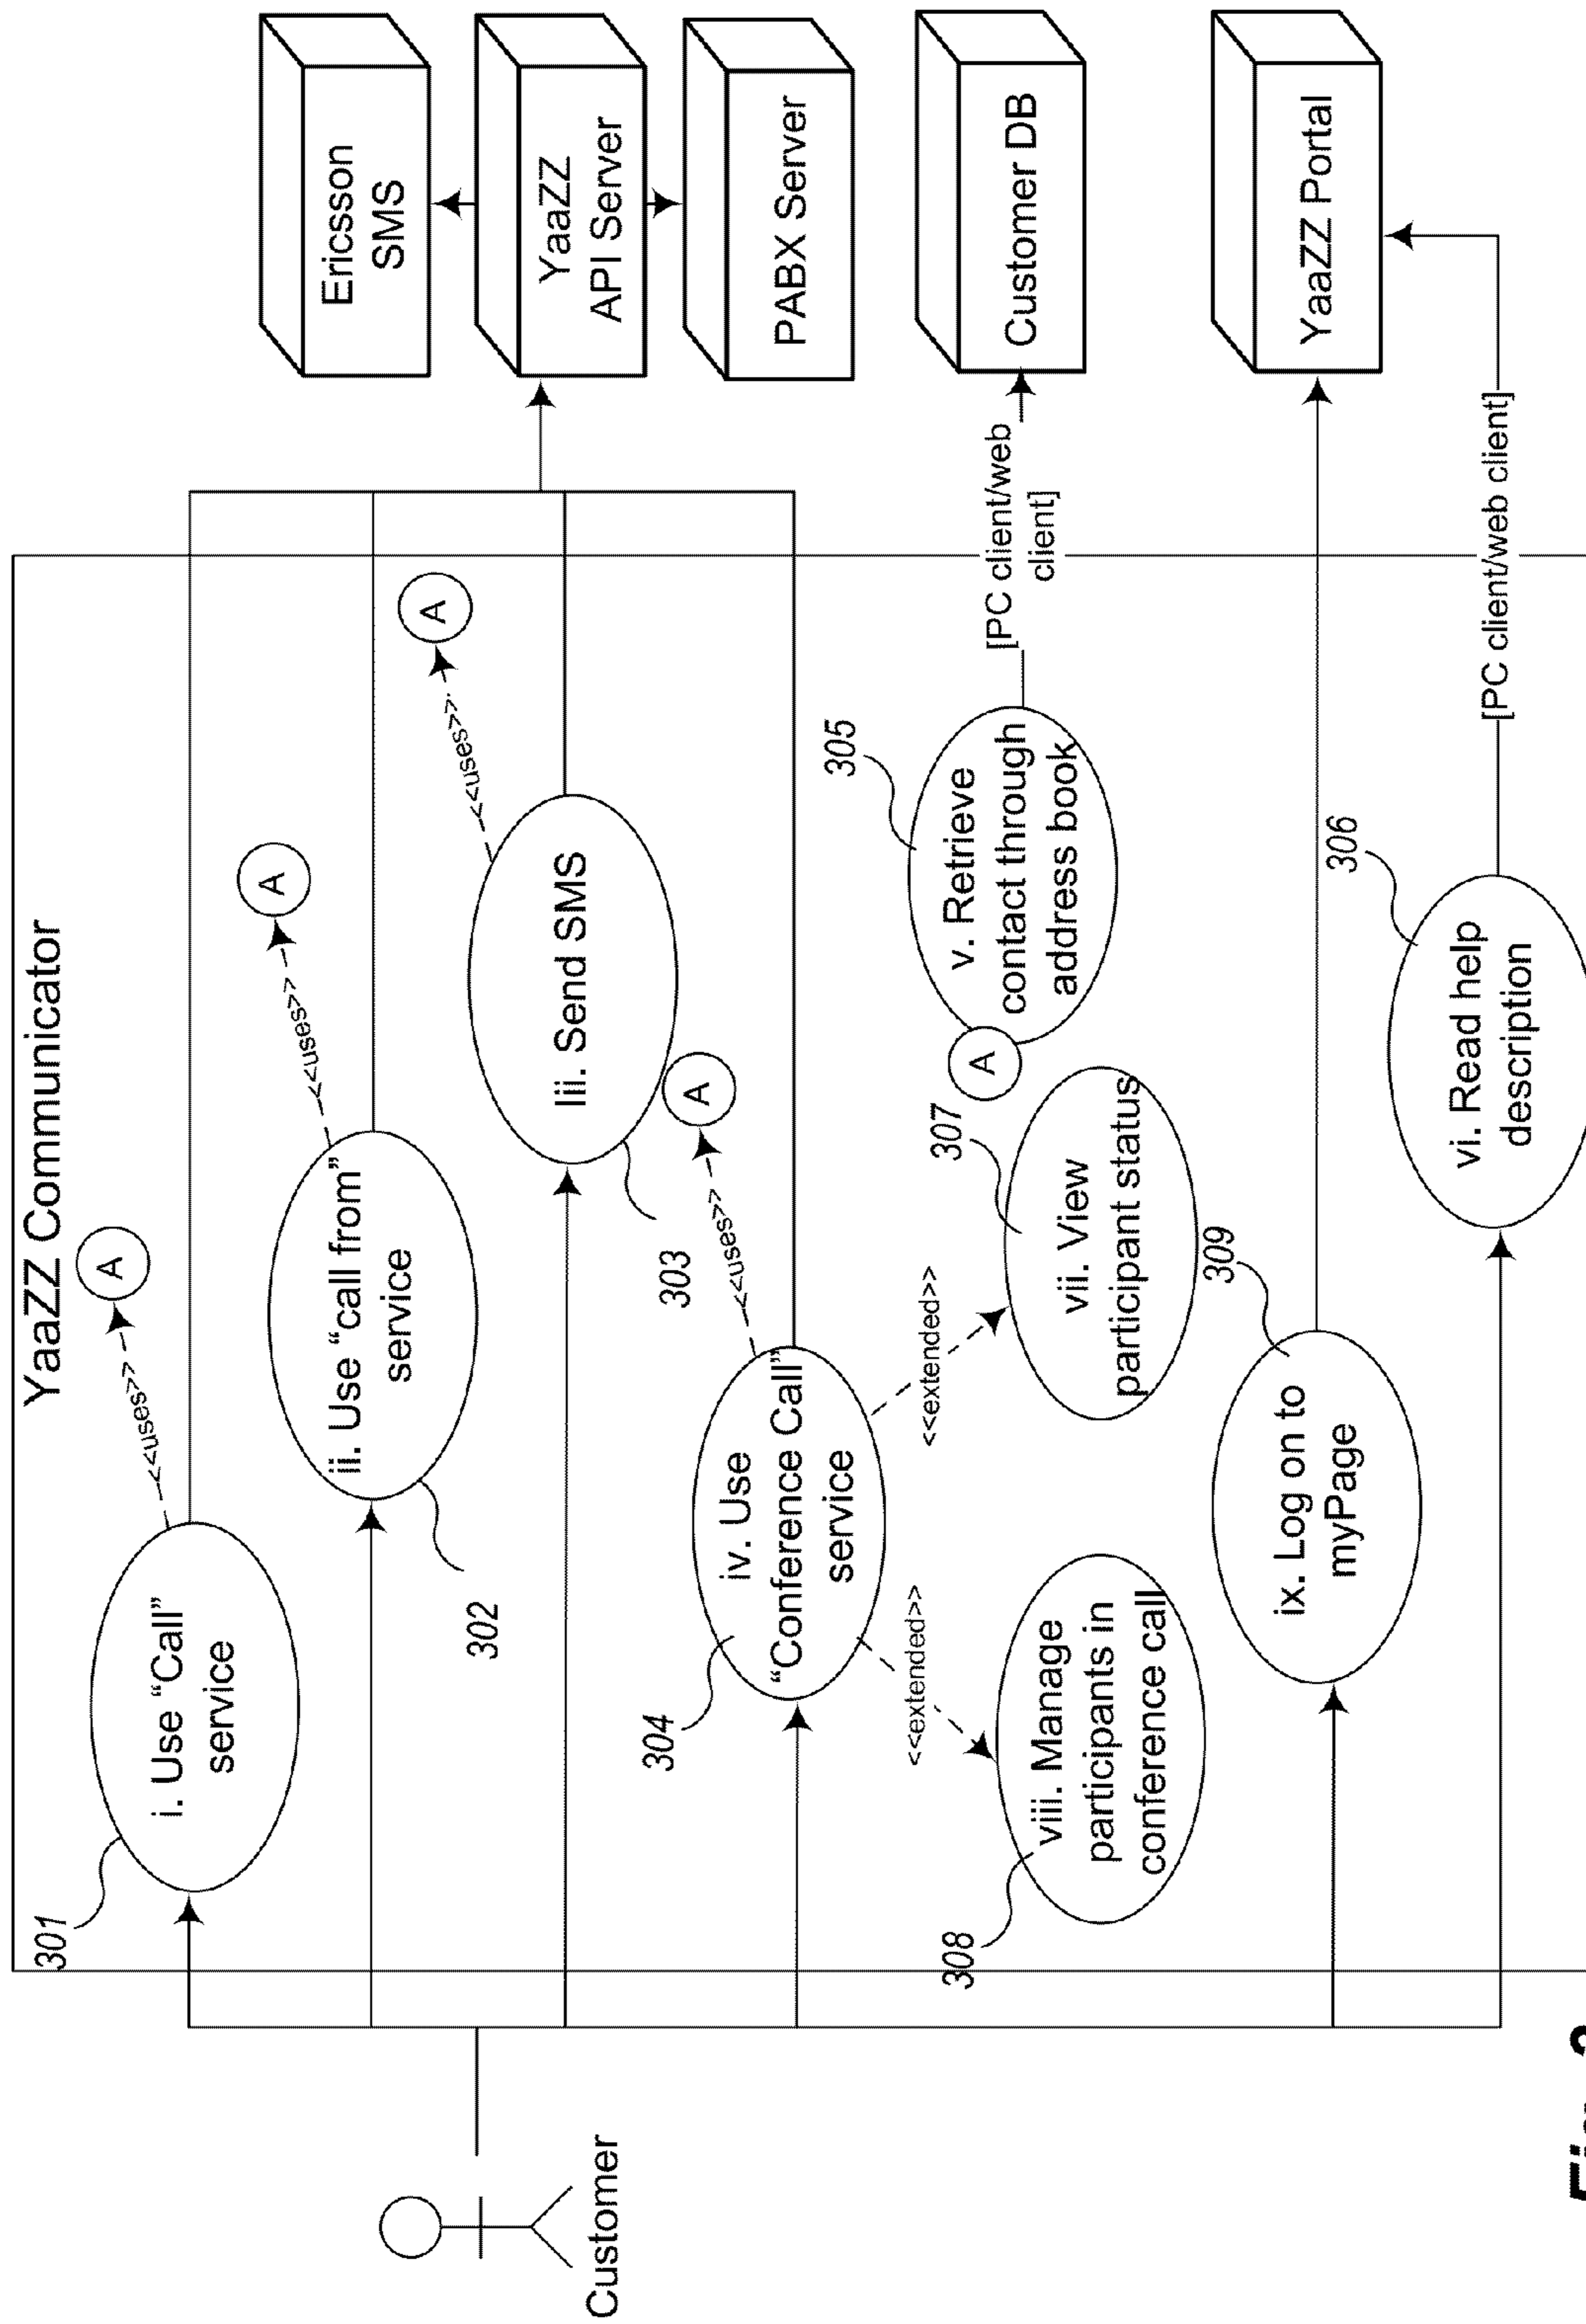 YaaZZ Communicator
301
i. Use “Call”
service
<<uses>>
A
302
ii. Use “call from”
service
<<uses>>
A
303
Iii. Send SMS
<<uses>>
A
304
iv. Use
“Conference Call”
service
<<uses>>
A
<<extended>>
<<extended>>
308
viii. Manage
participants in
conference call
307
vii. View
participant status
A
305
v. Retrieve
contact through
address book
[PC client/web
client]
309
ix. Log on to
myPage
306
vi. Read help
description
[PC client/web client]
Customer
Ericsson
SMS
YaaZZ
API Server
PABX Server
Customer DB
YaaZZ Portal